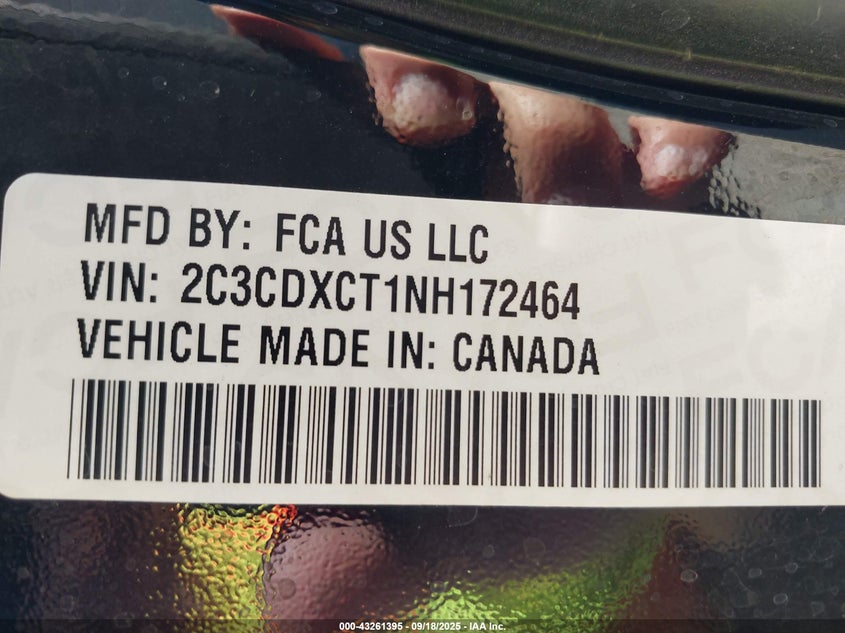 MFD BY: FCA US LLC
VIN: 2C3CDXCT1NH172464
VEHICLE MADE IN: CANADA
000-43261395 - 09/18/2025 - IAA Inc.